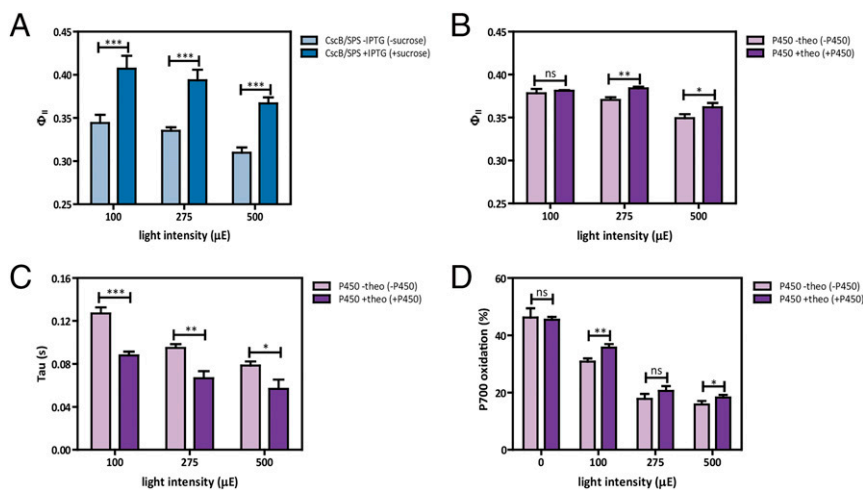 A
CscB/SPS -IPTG (-sucrose)
CscB/SPS +IPTG (+sucrose)
0.45
0.40
0.35
0.30
0.25
ΦII
***
***
***
100
275
500
light intensity (µE)
B
P450 -theo (-P450)
P450 +theo (+P450)
0.45
0.40
0.35
0.30
0.25
ΦII
ns
**
*
100
275
500
light intensity (µE)
C
P450 -theo (-P450)
P450 +theo (+P450)
0.16
0.12
0.08
0.04
0.00
Tau (s)
***
**
*
100
275
500
light intensity (µE)
D
P450 -theo (-P450)
P450 +theo (+P450)
60
40
20
0
P700 oxidation (%)
ns
**
ns
*
0
100
275
500
light intensity (µE)